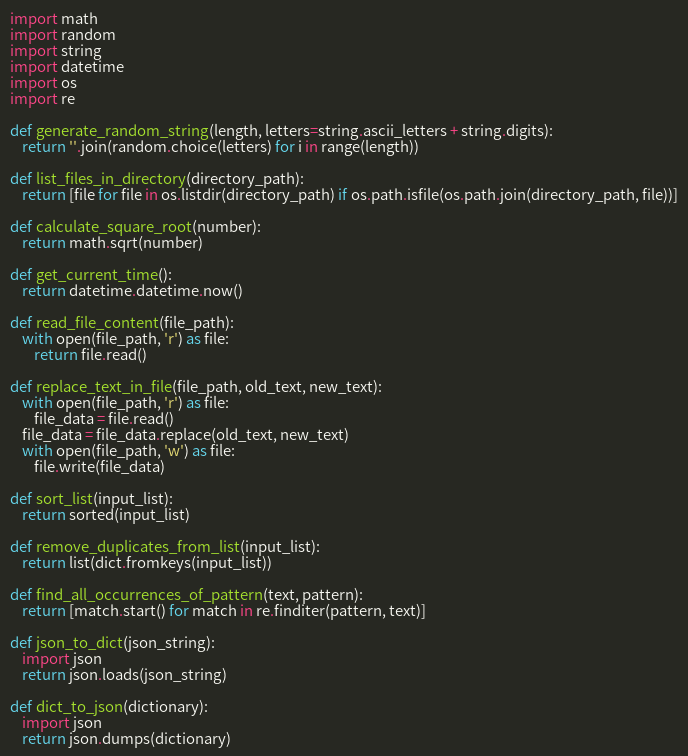 import math
import random
import string
import datetime
import os
import re

def generate_random_string(length, letters=string.ascii_letters + string.digits):
    return ''.join(random.choice(letters) for i in range(length))

def list_files_in_directory(directory_path):
    return [file for file in os.listdir(directory_path) if os.path.isfile(os.path.join(directory_path, file))]

def calculate_square_root(number):
    return math.sqrt(number)

def get_current_time():
    return datetime.datetime.now()

def read_file_content(file_path):
    with open(file_path, 'r') as file:
        return file.read()

def replace_text_in_file(file_path, old_text, new_text):
    with open(file_path, 'r') as file:
        file_data = file.read()
    file_data = file_data.replace(old_text, new_text)
    with open(file_path, 'w') as file:
        file.write(file_data)

def sort_list(input_list):
    return sorted(input_list)

def remove_duplicates_from_list(input_list):
    return list(dict.fromkeys(input_list))

def find_all_occurrences_of_pattern(text, pattern):
    return [match.start() for match in re.finditer(pattern, text)]

def json_to_dict(json_string):
    import json
    return json.loads(json_string)

def dict_to_json(dictionary):
    import json
    return json.dumps(dictionary)